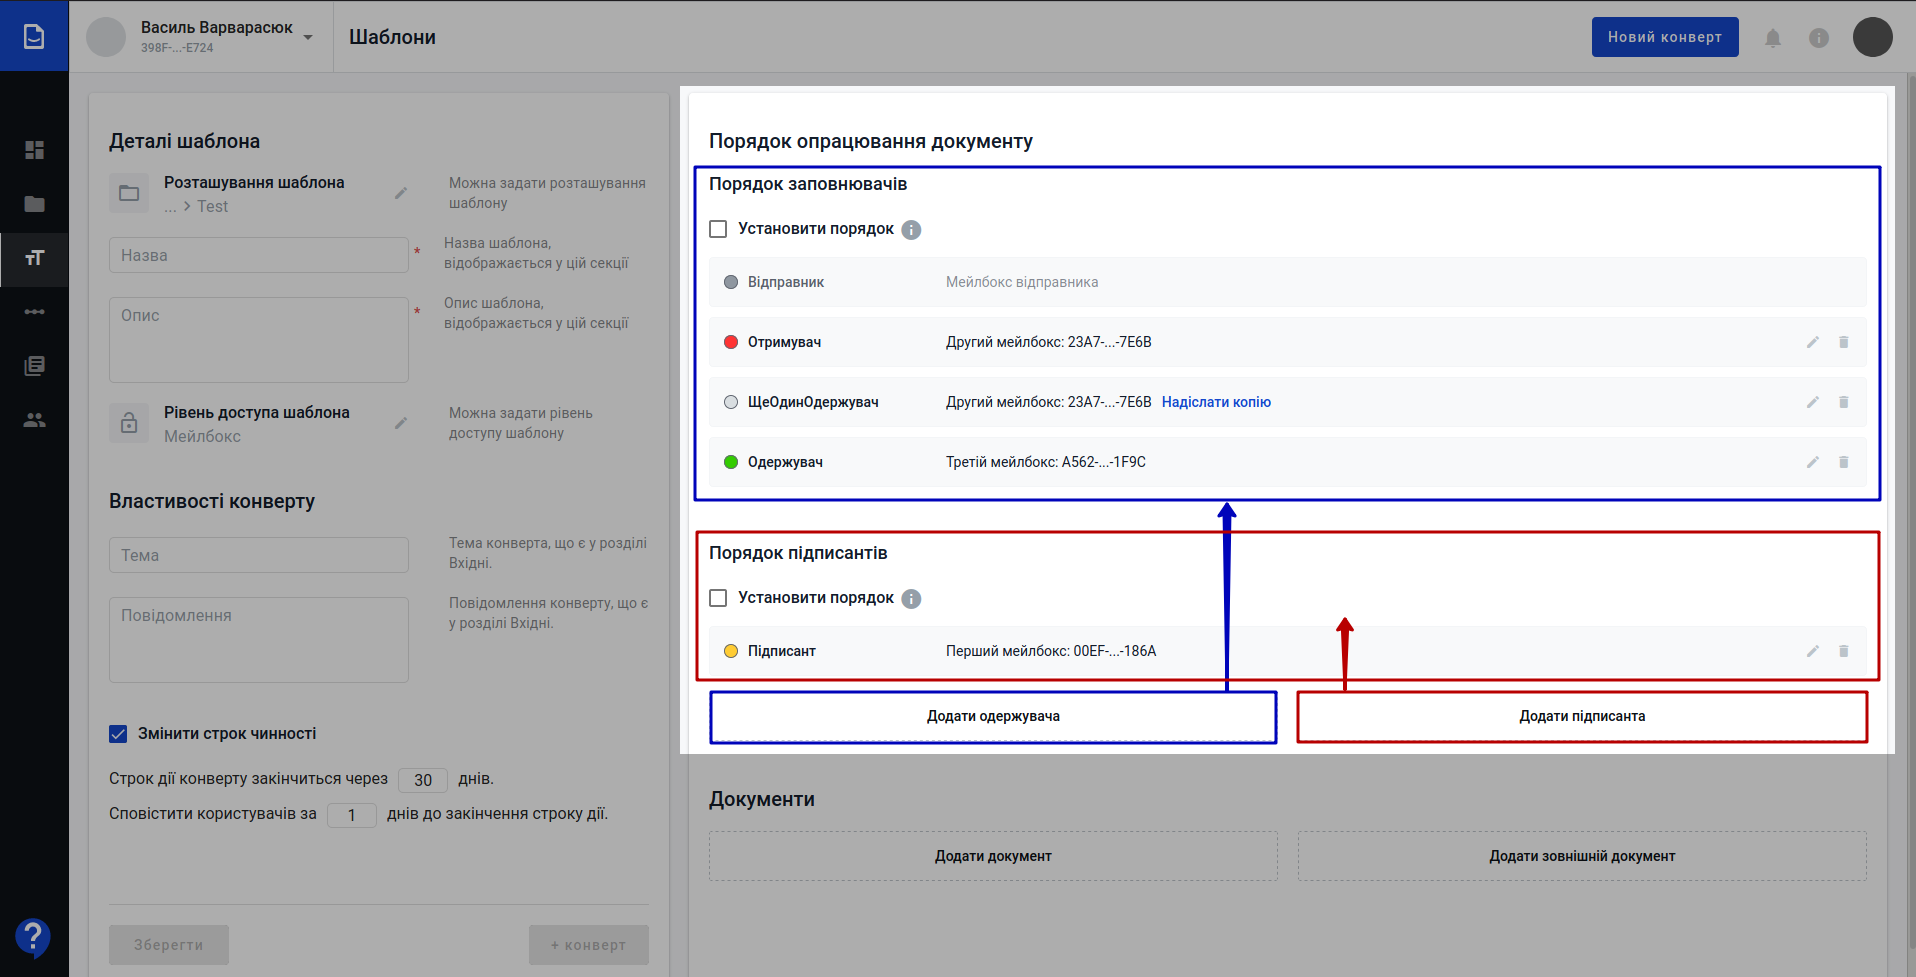 Василь Варварасюк
398F-...-E724
Шаблони
Новий конверт
Деталі шаблона
Розташування шаблона
... > Test
Можна задати розташування
шаблону
Назва *
Назва шаблона,
відображається у цій секції
Опис *
Опис шаблона,
відображається у цій секції
Рівень доступа шаблона
Мейлбокс
Можна задати рівень
доступу шаблону
Властивості конверту
Тема
Тема конверта, що є у розділі
Вхідні.
Повідомлення
Повідомлення конверту, що є
у розділі Вхідні.
Змінити строк чинності
Строк дії конверту закінчиться через 30 днів.
Сповістити користувачів за 1 днів до закінчення строку дії.
Зберегти
+ конверт
Порядок опрацювання документу
Порядок заповнювачів
Установити порядок
Відправник Мейлбокс відправника
Отримувач Другий мейлбокс: 23A7-...-7E6B
ЩеОдинОдержувач Другий мейлбокс: 23A7-...-7E6B Надіслати копію
Одержувач Третій мейлбокс: A562-...-1F9C
Порядок підписантів
Установити порядок
Підписант Перший мейлбокс: 00EF-...-186A
Додати одержувача
Додати підписанта
Документи
Додати документ
Додати зовнішній документ